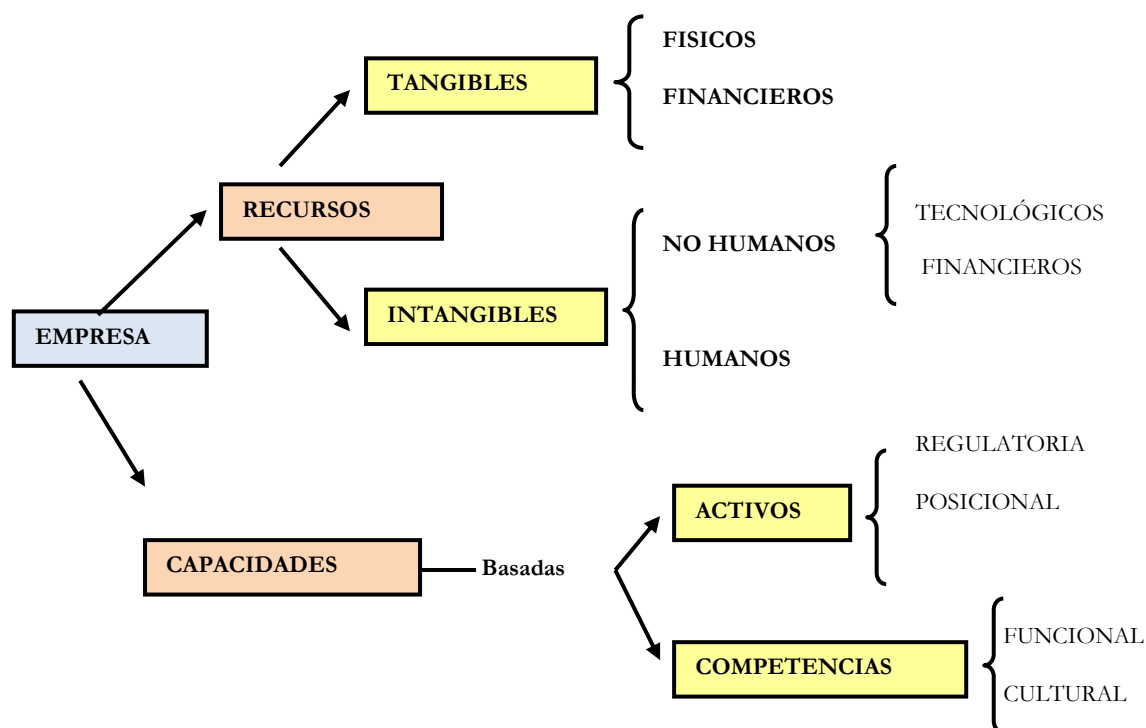 FISICOS
TANGIBLES
FINANCIEROS
RECURSOS
TECNOLÓGICOS
NO HUMANOS
FINANCIEROS
INTANGIBLES
EMPRESA
HUMANOS
REGULATORIA
ACTIVOS
POSICIONAL
CAPACIDADES
Basadas
FUNCIONAL
COMPETENCIAS
CULTURAL